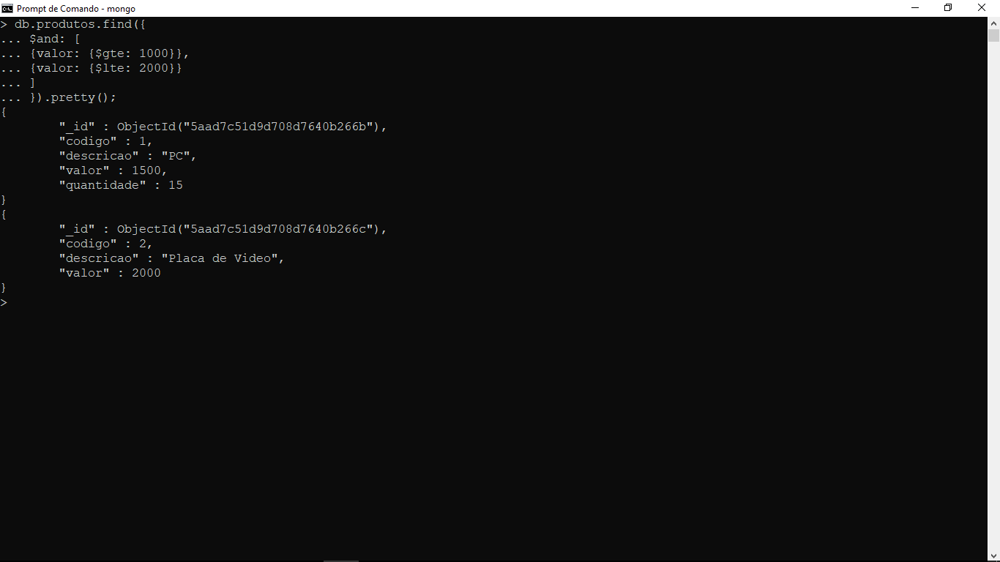 Prompt de Comando - mongo
> db.produtos.find({
... $and: [
... {valor: {$gte: 1000}},
... {valor: {$lte: 2000}}
... ]
... }).pretty();
{
        "_id" : ObjectId("5aad7c51d9d708d7640b266b"),
        "codigo" : 1,
        "descricao" : "PC",
        "valor" : 1500,
        "quantidade" : 15
}
{
        "_id" : ObjectId("5aad7c51d9d708d7640b266c"),
        "codigo" : 2,
        "descricao" : "Placa de Video",
        "valor" : 2000
}
>